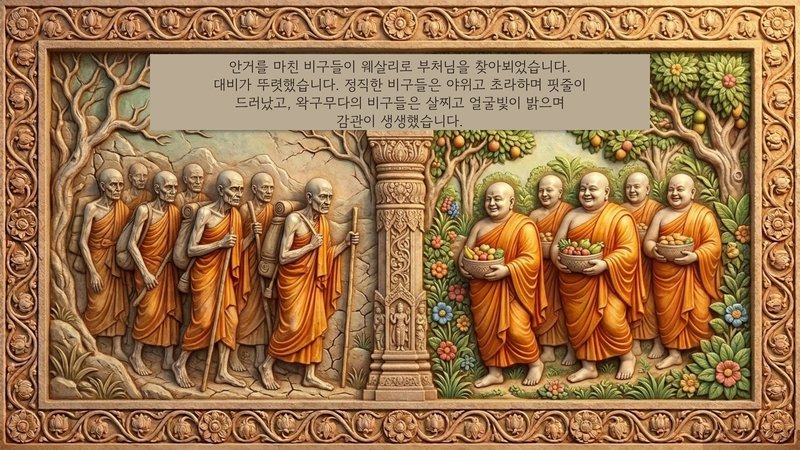 안거를 마친 비구들이 웨살리로 부처님을 찾아뵈었습니다.
대비가 뚜렷했습니다. 정직한 비구들은 야위고 초라하며 핏줄이
드러났고, 왁구무다의 비구들은 살찌고 얼굴빛이 밝으며
감관이 생생했습니다.